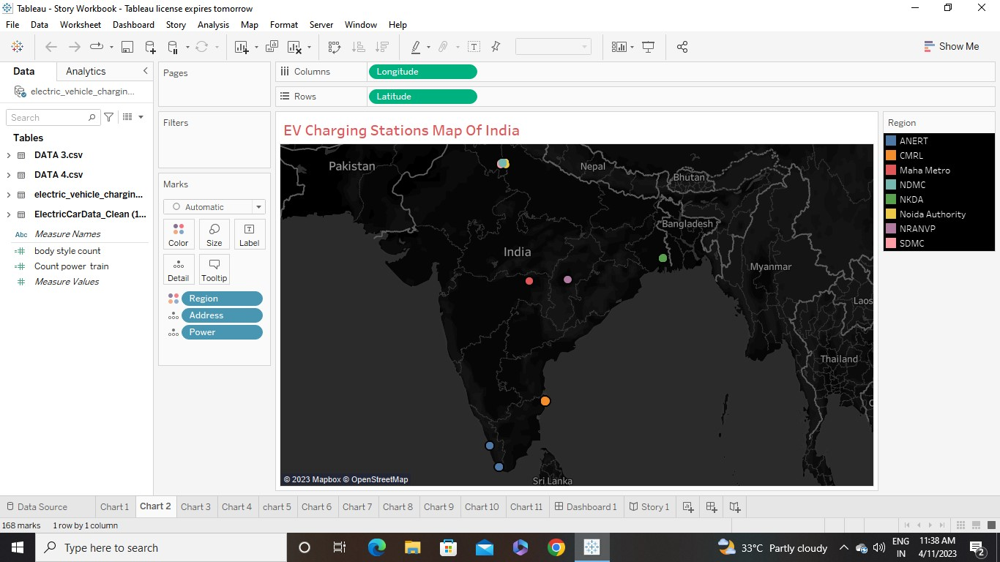 Tableau - Story Workbook - Tableau license expires tomorrow
File Data Worksheet Dashboard Story Analysis Map Format Server Window Help
Show Me
Data Analytics
electric_vehicle_chargin...
Search
Tables
DATA 3.csv
DATA 4.csv
electric_vehicle_chargin...
ElectricCarData_Clean (1...
Abc Measure Names
body style count
Count power train
Measure Values
Pages
Filters
Marks
Automatic
Color Size Label
Detail Tooltip
Region
Address
Power
Columns Longitude
Rows Latitude
EV Charging Stations Map Of India
Pakistan
Nepal
Bhutan
Bangladesh
India
Myanmar
Laos
Thailand
Sri Lanka
© 2023 Mapbox © OpenStreetMap
Region
ANERT
CMRL
Maha Metro
NDMC
NKDA
Noida Authority
NRANVP
SDMC
Data Source Chart 1 Chart 2 Chart 3 Chart 4 chart 5 Chart 6 Chart 7 Chart 8 Chart 9 Chart 10 Chart 11 Dashboard 1 Story 1
168 marks 1 row by 1 column
Type here to search
33°C Partly cloudy
ENG
IN
11:38 AM
4/11/2023
2